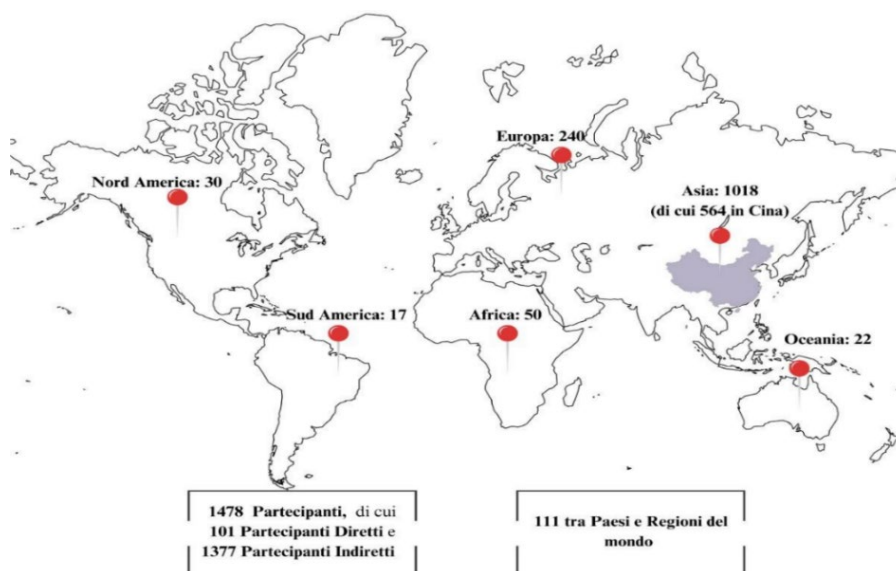 Europa: 240
Nord America: 30
Asia: 1018
(di cui 564 in Cina)
Sud America: 17
Africa: 50
Oceania: 22
1478 Partecipanti, di cui
101 Partecipanti Diretti e
1377 Partecipanti Indiretti
111 tra Paesi e Regioni del
mondo